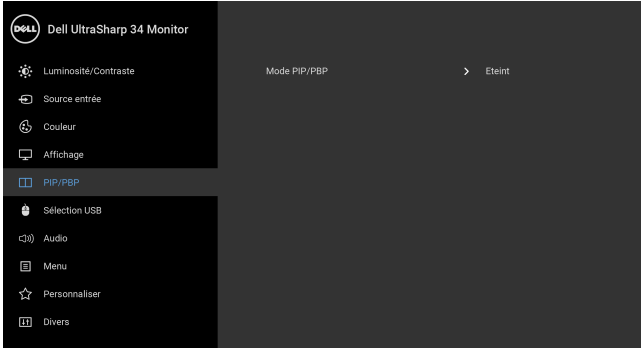 DELL Dell UltraSharp 34 Monitor
Luminosité/Contraste
Mode PIP/PBP > Eteint
Source entrée
Couleur
Affichage
PIP/PBP
Sélection USB
Audio
Menu
Personnaliser
Divers